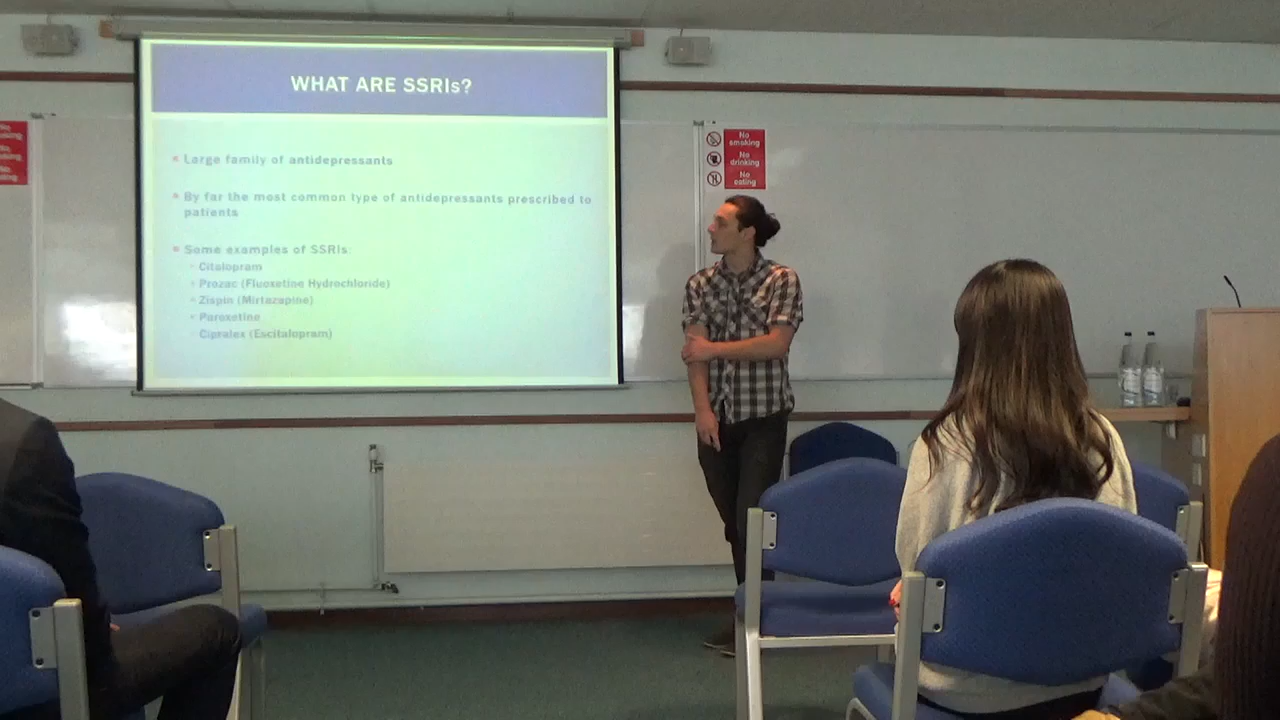 WHAT ARE SSRIs?
Large family of antidepressants
By far the most common type of antidepressants prescribed to
patients
Some examples of SSRIs:
Citalopram
Prozac (Fluoxetine Hydrochloride)
Zispin (Mirtazapine)
Paroxetine
Cipralex (Escitalopram)
No
smoking
No
drinking
No
eating